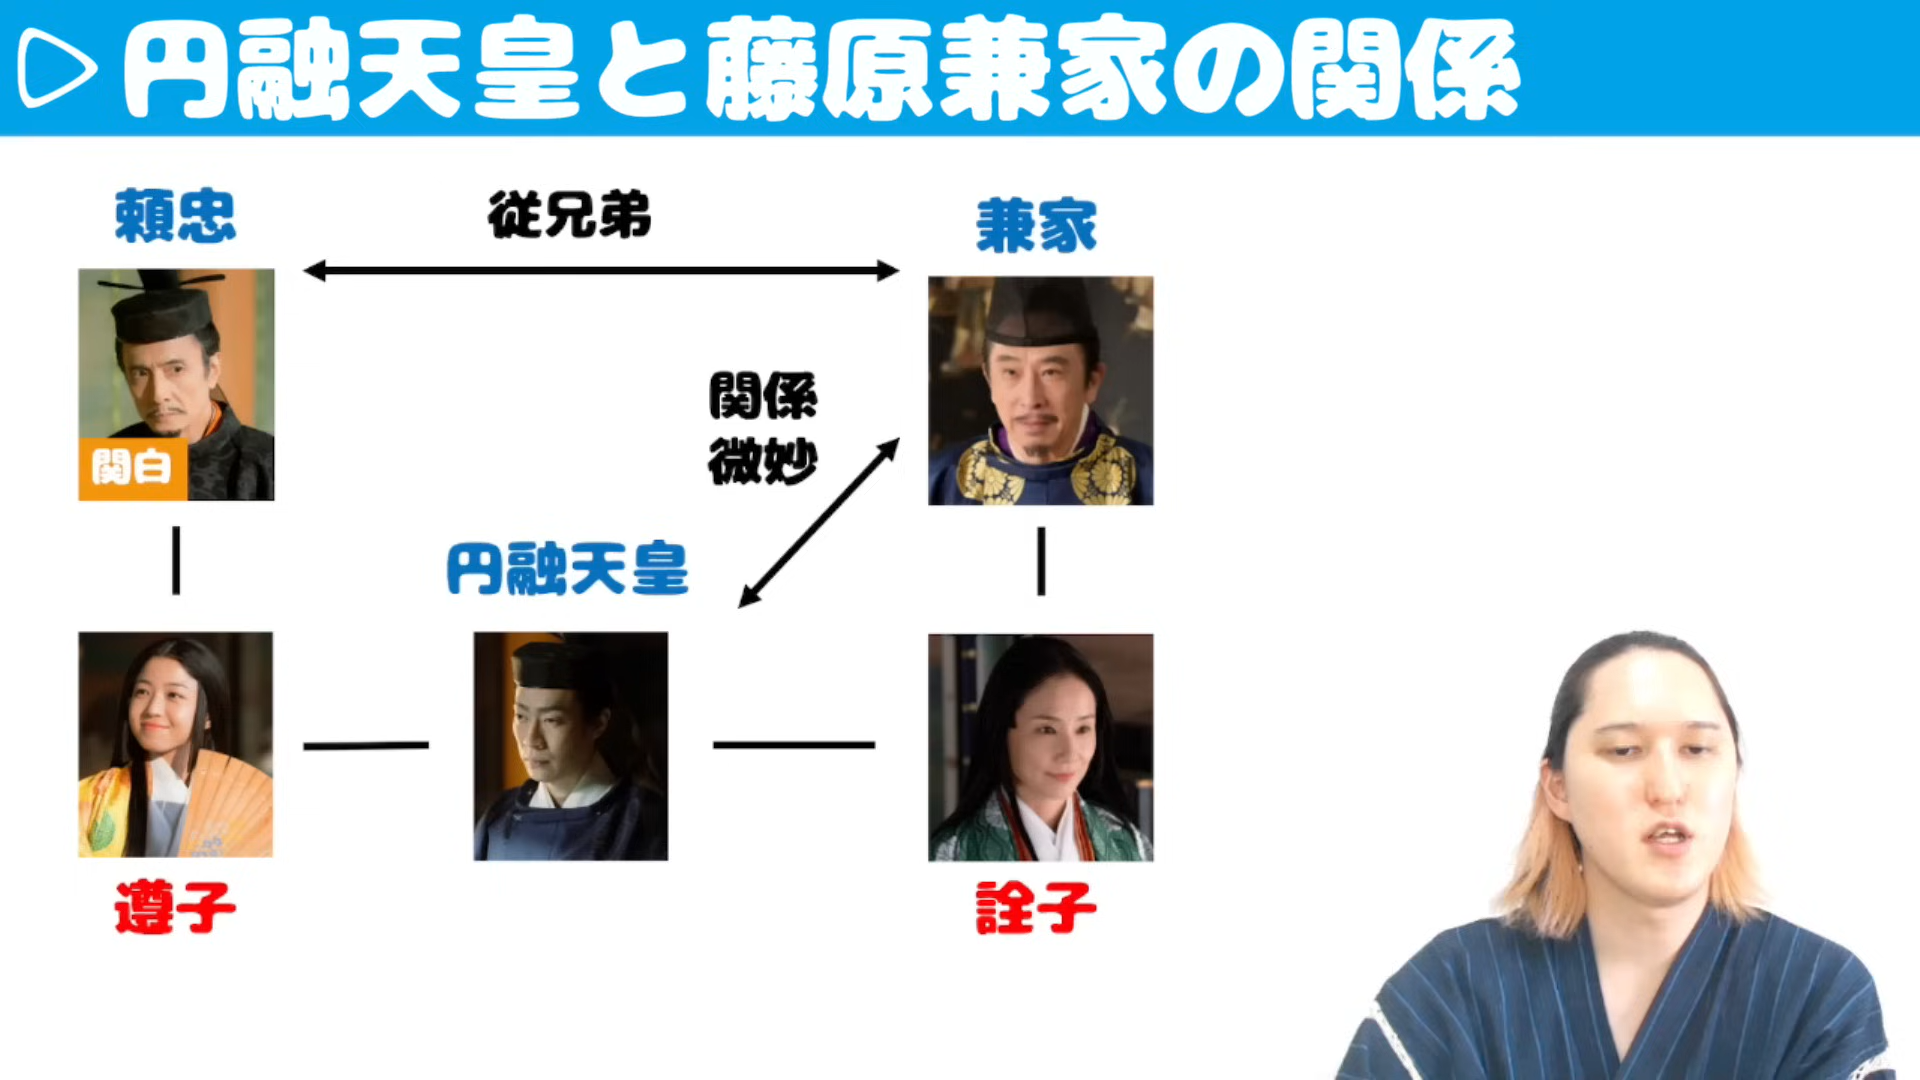 円融天皇と藤原兼家の関係
頼忠
従兄弟
兼家
関白
関係
微妙
円融天皇
遵子
詮子